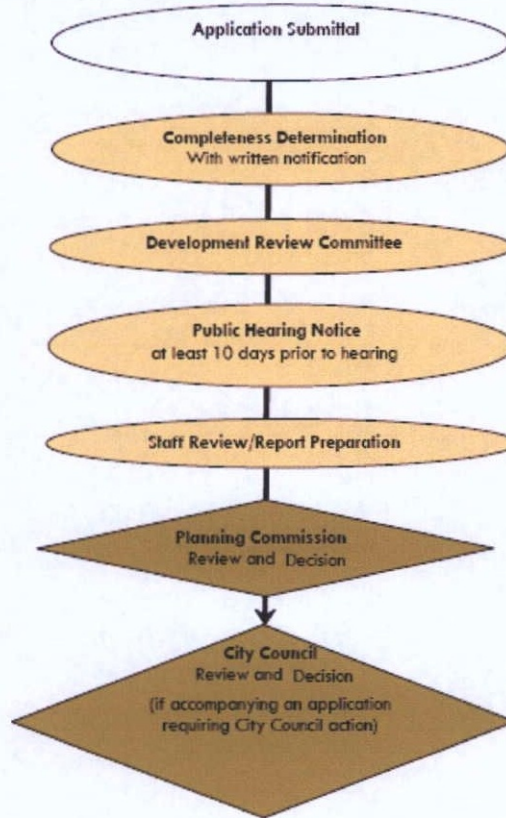 Application Submittal
Completeness Determination
With written notification
Development Review Committee
Public Hearing Notice
at least 10 days prior to hearing
Staff Review/Report Preparation
Planning Commission
Review and Decision
City Council
Review and Decision
(if accompanying an application
requiring City Council action)